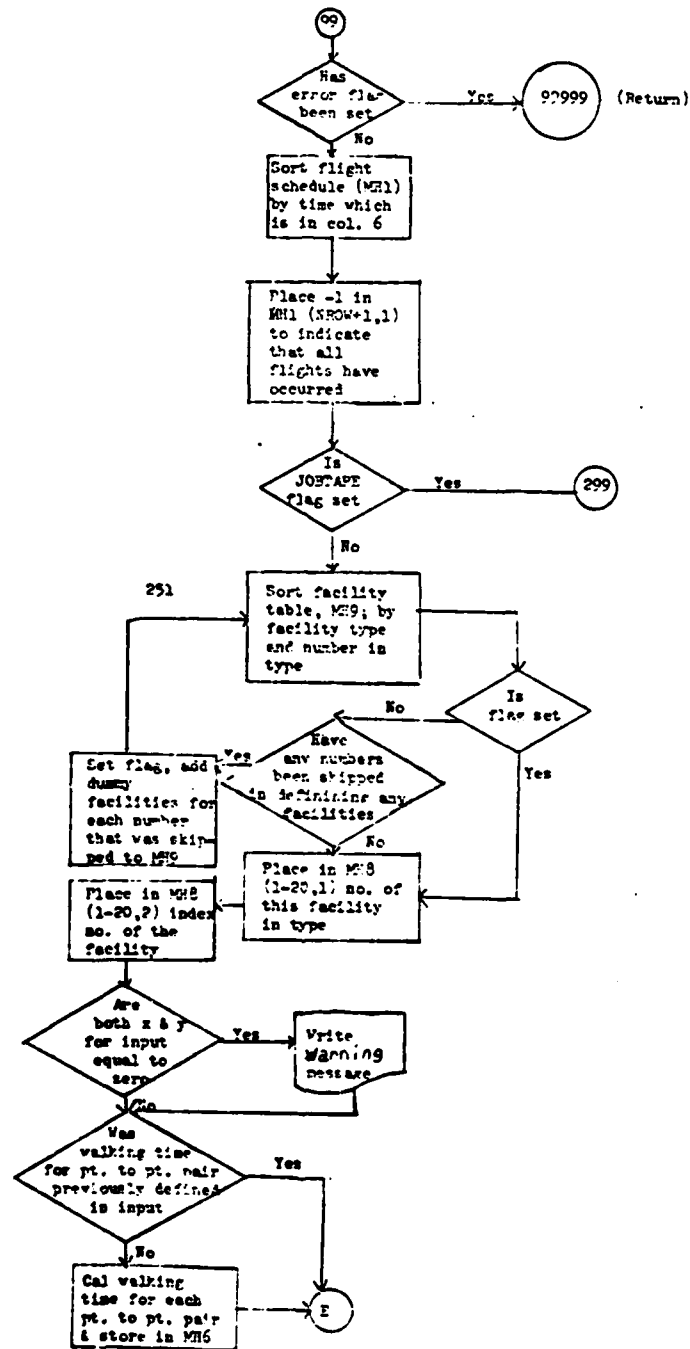 99
Has
error flag
been set
Yes
99999 (Return)
No
Sort flight
schedule (MH1)
by time which
is in col. 6
Place -1 in
MH1 (NROW+1,1)
to indicate
that all
flights have
occurred
Is
JOBTAPE
flag set
Yes
299
No
251
Sort facility
table, MH9; by
facility type
and number in
type
Is
flag set
No
Yes
Have
any numbers
been skipped
in definining any
facilities
Yes
No
Set flag, add
dummy
facilities for
each number
that was skip-
ped to MH9
Place in MH8
(1-20,1) no. of
this facility
in type
Place in MH8
(1-20,2) index
no. of the
facility
Are
both x & y
for input
equal to
zero
Yes
Write
Warning
message
No
Was
walking time
for pt. to pt. pair
previously defined
in input
Yes
No
Cal walking
time for each
pt. to pt. pair
& store in MH6
E